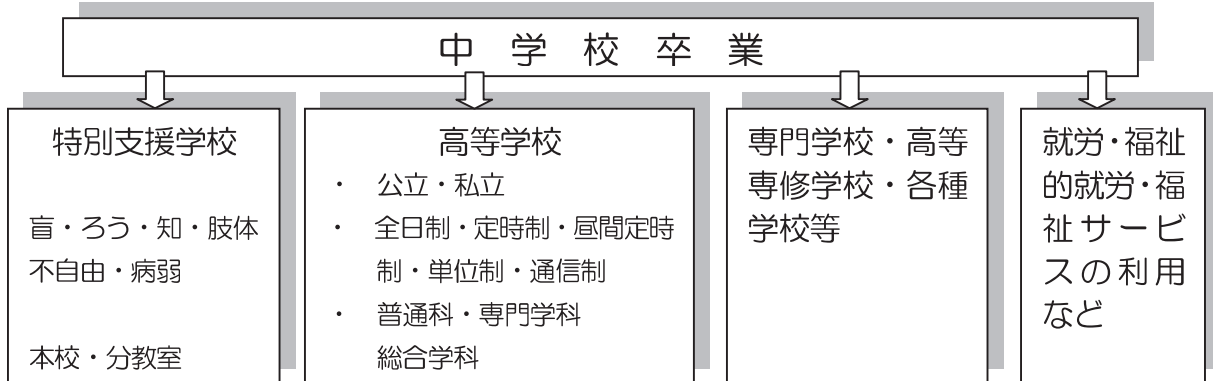 中学校卒業
特別支援学校
盲・ろう・知・肢体
不自由・病弱
本校・分教室
高等学校
・ 公立・私立
・ 全日制・定時制・昼間定時
制・単位制・通信制
・ 普通科・専門学科
総合学科
専門学校・高等
専修学校・各種
学校等
就労・福祉
的就労・福
祉サービ
スの利用
など